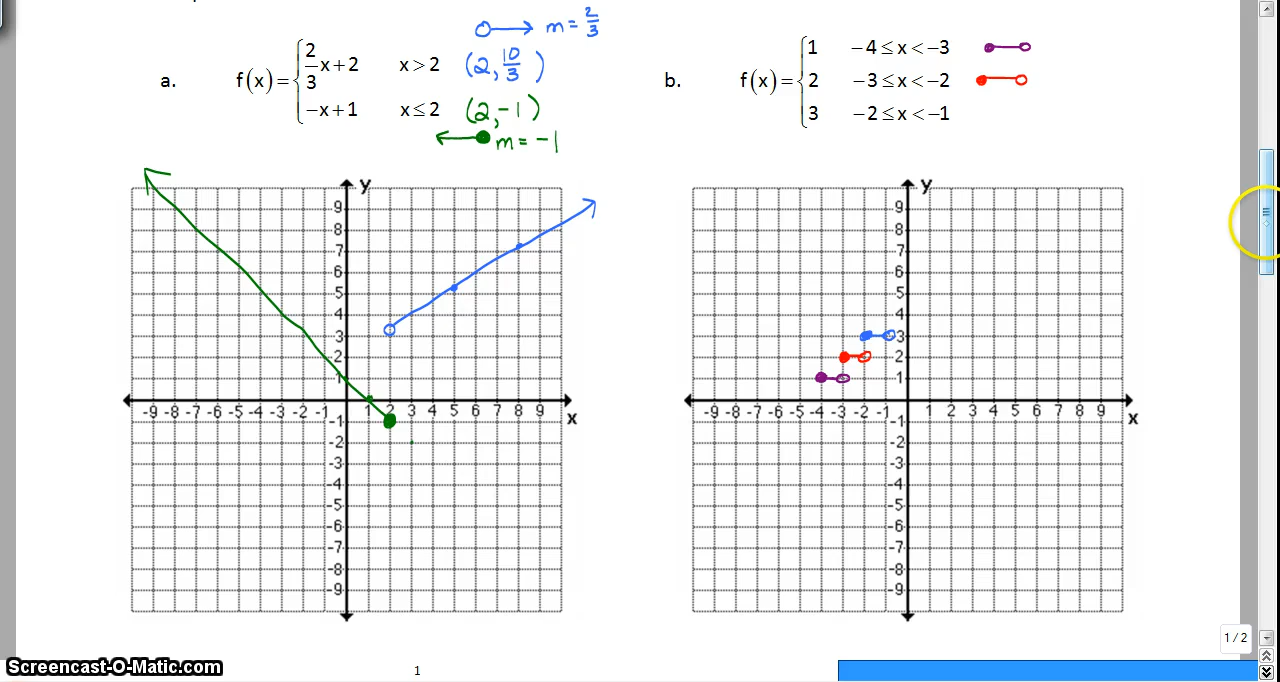 m = 2/3
a. f(x) = { 2/3 x + 2 x > 2 (2, 10/3)
−x + 1 x ≤ 2 (2, −1)
m = −1
b. f(x) = { 1 −4 ≤ x < −3
2 −3 ≤ x < −2
3 −2 ≤ x < −1
y
9
8
7
6
5
4
3
2
1
-9 -8 -7 -6 -5 -4 -3 -2 -1 1 2 3 4 5 6 7 8 9
x
-1
-2
-3
-4
-5
-6
-7
-8
-9
y
9
8
7
6
5
4
3
2
1
-9 -8 -7 -6 -5 -4 -3 -2 -1 1 2 3 4 5 6 7 8 9
x
-1
-2
-3
-4
-5
-6
-7
-8
-9
1 / 2
Screencast-O-Matic.com
1